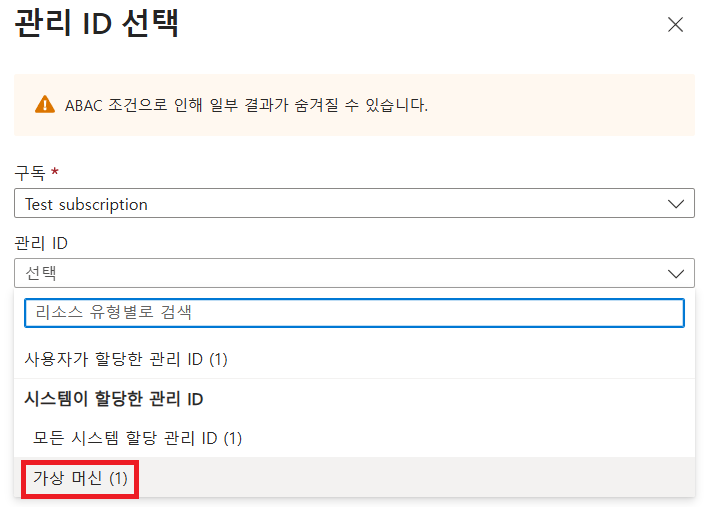 관리 ID 선택
ABAC 조건으로 인해 일부 결과가 숨겨질 수 있습니다.
구독 *
Test subscription
관리 ID
선택
리소스 유형별로 검색
사용자가 할당한 관리 ID (1)
시스템이 할당한 관리 ID
모든 시스템 할당 관리 ID (1)
가상 머신 (1)